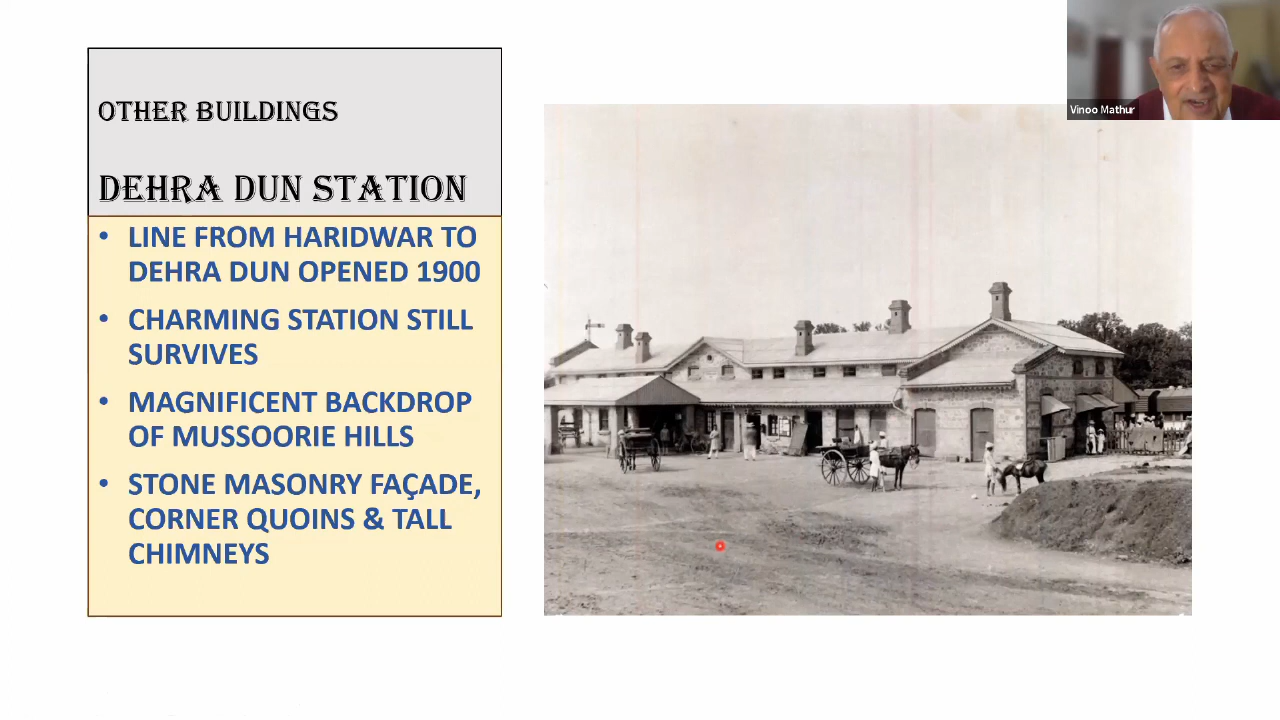 OTHER BUILDINGS
DEHRA DUN STATION
• LINE FROM HARIDWAR TO
DEHRA DUN OPENED 1900
• CHARMING STATION STILL
SURVIVES
• MAGNIFICENT BACKDROP
OF MUSSOORIE HILLS
• STONE MASONRY FAÇADE,
CORNER QUOINS & TALL
CHIMNEYS
Vinoo Mathur